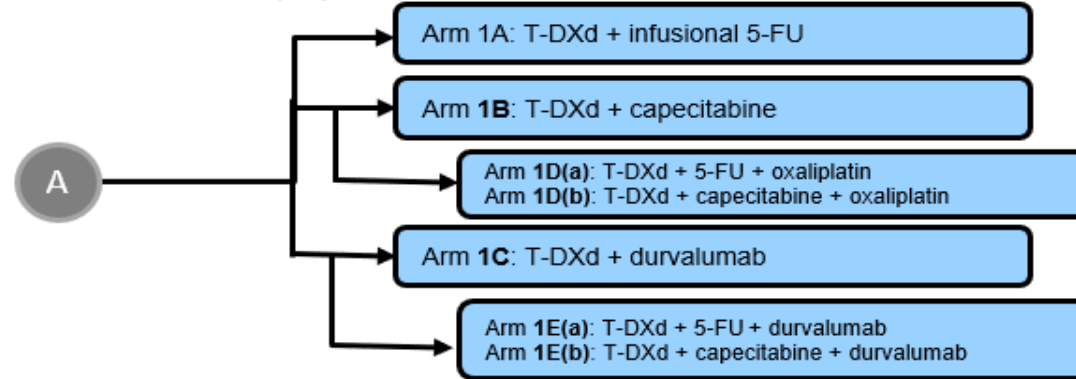 Arm 1A: T-DXd + infusional 5-FU
Arm 1B: T-DXd + capecitabine
A
Arm 1D(a): T-DXd + 5-FU + oxaliplatin
Arm 1D(b): T-DXd + capecitabine + oxaliplatin
Arm 1C: T-DXd + durvalumab
Arm 1E(a): T-DXd + 5-FU + durvalumab
Arm 1E(b): T-DXd + capecitabine + durvalumab